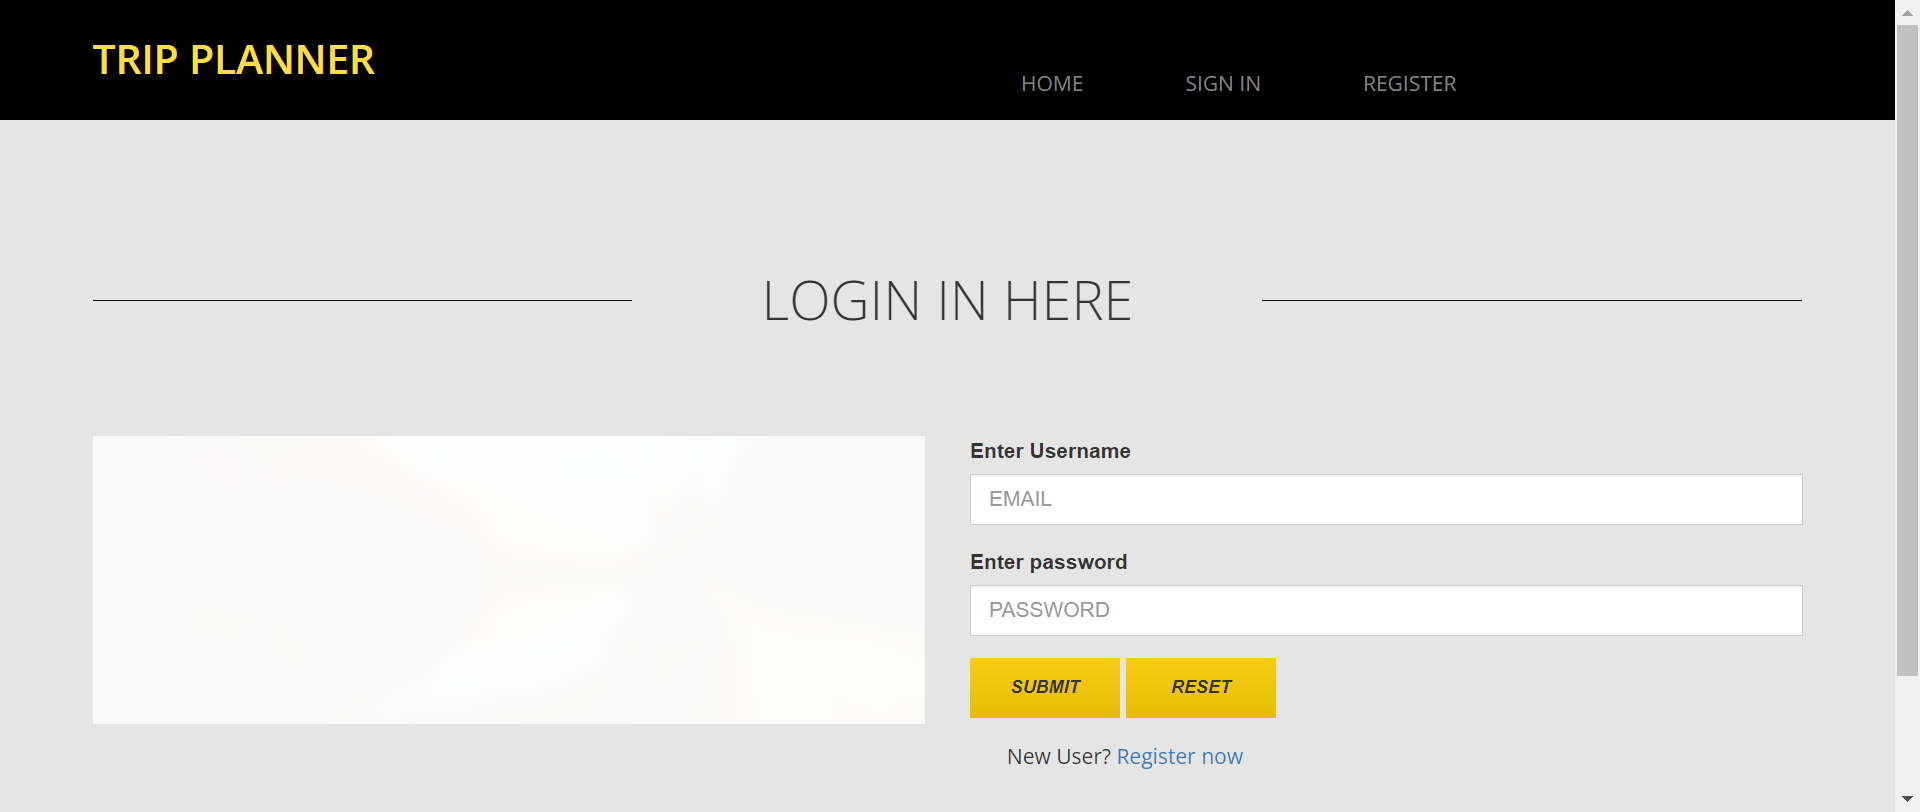 TRIP PLANNER
HOME SIGN IN REGISTER
LOGIN IN HERE
Enter Username
EMAIL
Enter password
PASSWORD
SUBMIT RESET
New User? Register now